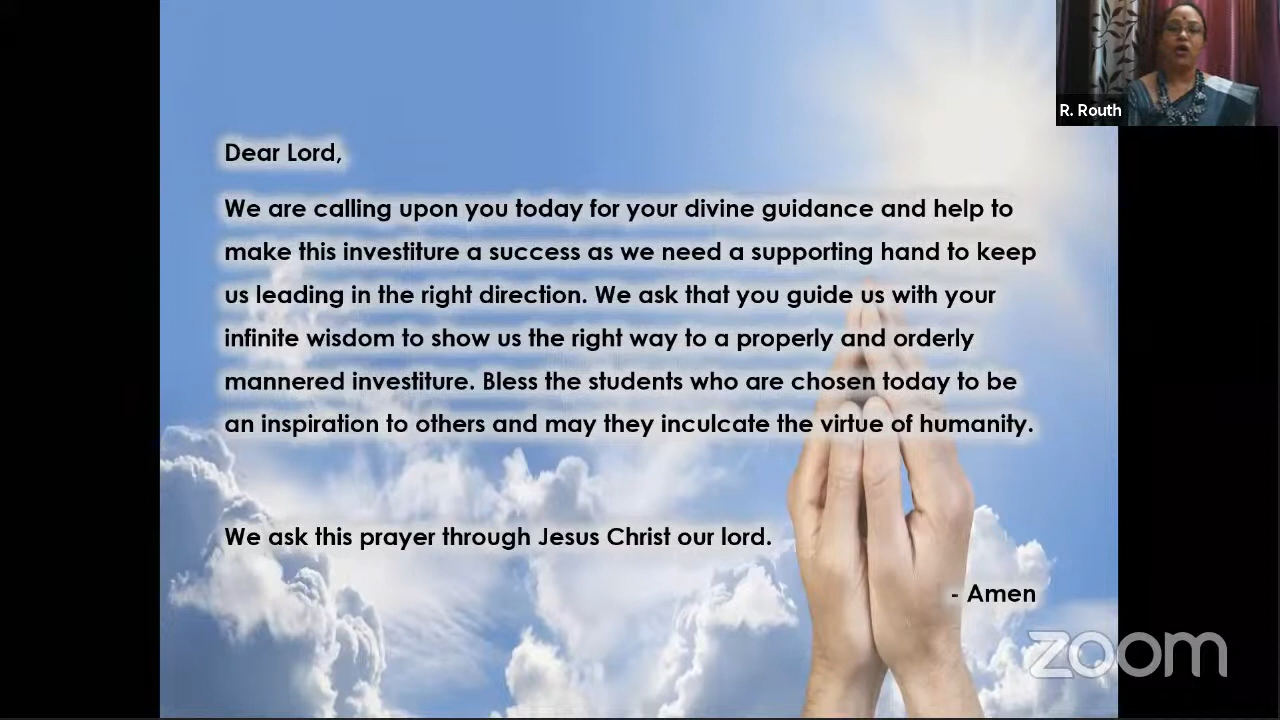 R. Routh
Dear Lord,
We are calling upon you today for your divine guidance and help to
make this investiture a success as we need a supporting hand to keep
us leading in the right direction. We ask that you guide us with your
infinite wisdom to show us the right way to a properly and orderly
mannered investiture. Bless the students who are chosen today to be
an inspiration to others and may they inculcate the virtue of humanity.
We ask this prayer through Jesus Christ our lord.
- Amen
zoom